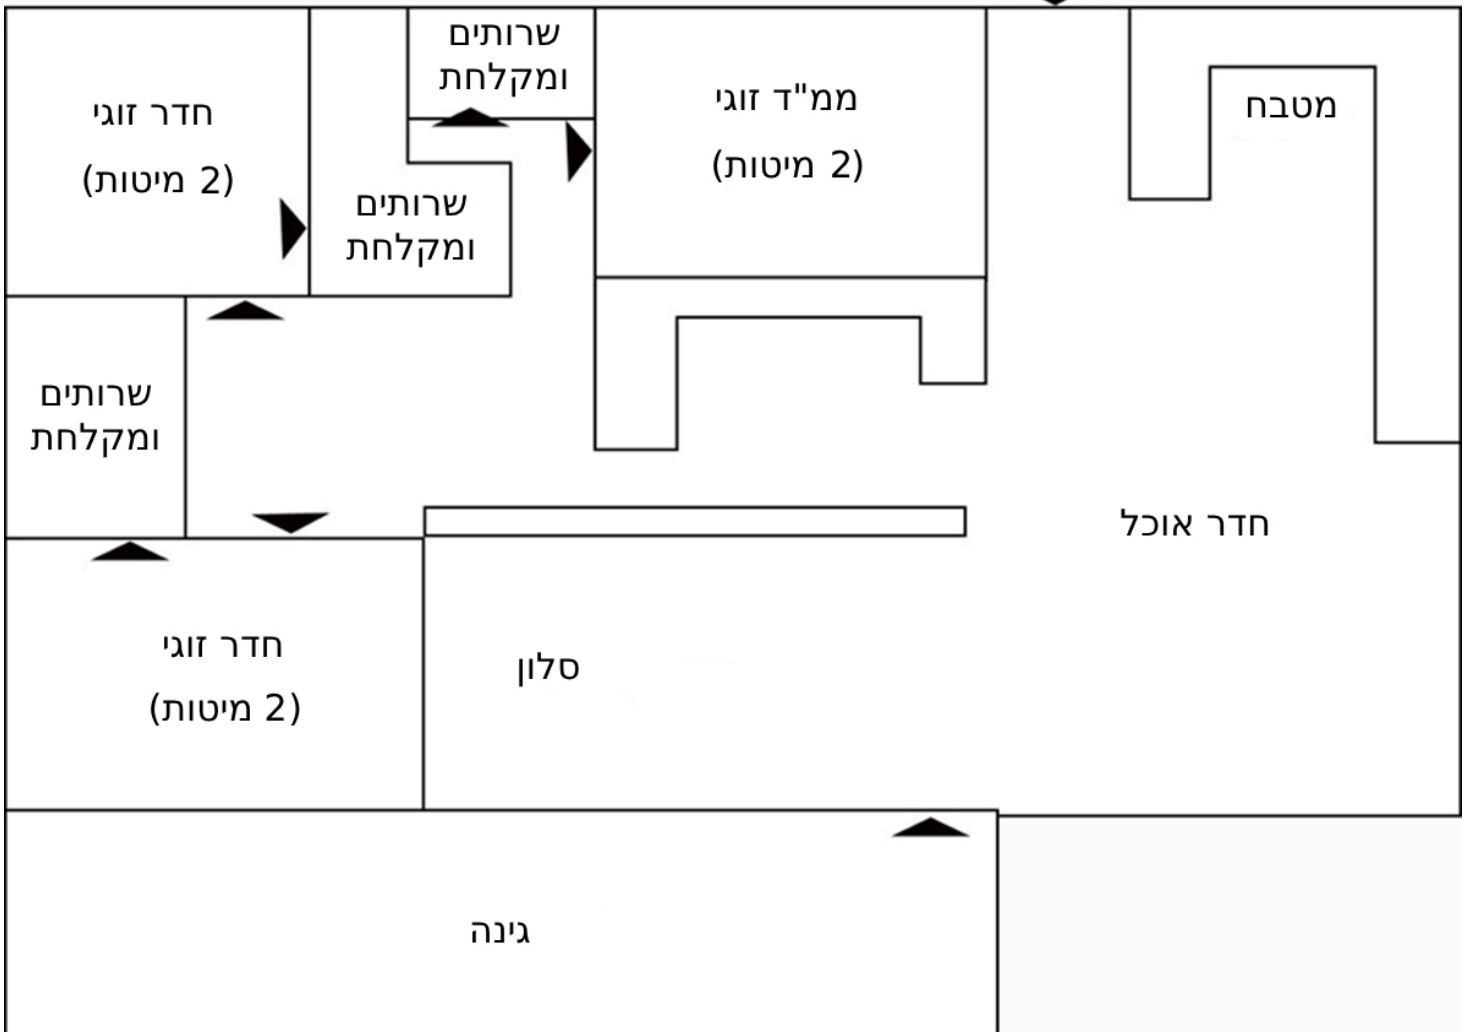 שרותים
ומקלחת
ממ"ד זוגי
(2 מיטות)
מטבח
חדר זוגי
(2 מיטות)
שרותים
ומקלחת
שרותים
ומקלחת
חדר אוכל
חדר זוגי
(2 מיטות)
סלון
גינה